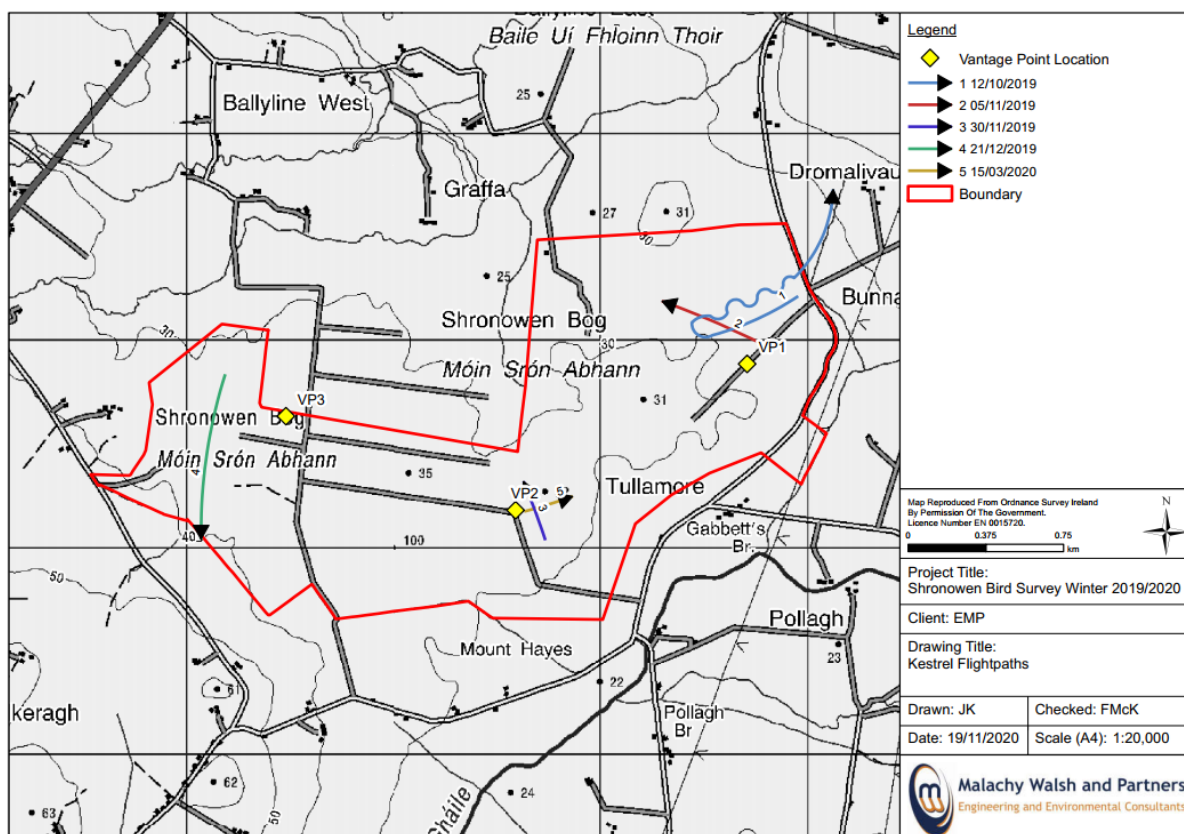 Baile Uí Fhloinn Thoir
Ballyline West
25
Graffa
Dromalivau
27
31
30
25
Shronowen Bog
Bunna
1
2
30
30
VP1
Móin Srón Abhann
VP3
31
Shronowen Bog
Móin Srón Abhann
4
35
VP2
5
3
Tullamore
Gabbett's
Br.
40
100
50
Pollagh
Mount Hayes
23
61
22
keragh
Pollagh
Br
62
50
24
63
Gháile
Legend
Vantage Point Location
1 12/10/2019
2 05/11/2019
3 30/11/2019
4 21/12/2019
5 15/03/2020
Boundary
Map Reproduced From Ordnance Survey Ireland
By Permission Of The Government.
Licence Number EN 0015720.
N
0 0.375 0.75
km
Project Title:
Shronowen Bird Survey Winter 2019/2020
Client: EMP
Drawing Title:
Kestrel Flightpaths
Drawn: JK
Checked: FMcK
Date: 19/11/2020
Scale (A4): 1:20,000
Malachy Walsh and Partners
Engineering and Environmental Consultants